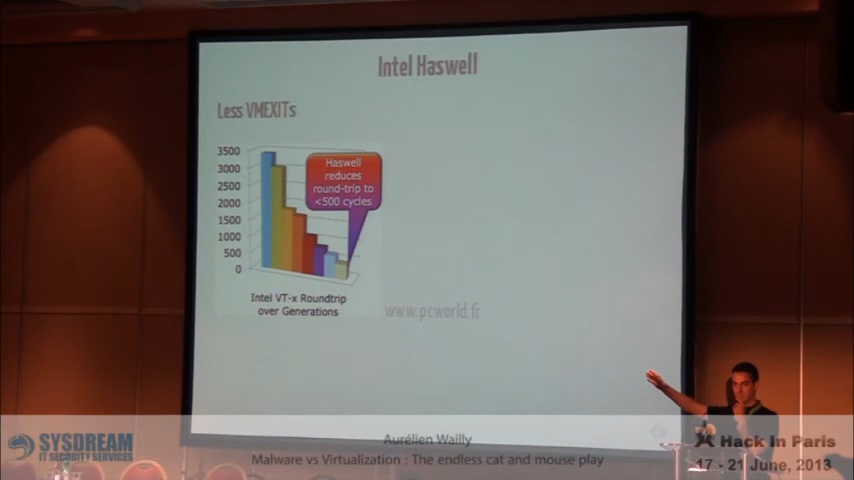 Intel Haswell
Less VMEXITs
3500
3000
2500
2000
1500
1000
500
0
Haswell
reduces
round-trip to
<500 cycles
Intel VT-x Roundtrip
over Generations
www.pcworld.fr
SYSDREAM
IT SECURITY SERVICES
Aurélien Wailly
Malware vs Virtualization : The endless cat and mouse play
Hack In Paris
17 - 21 June, 2013